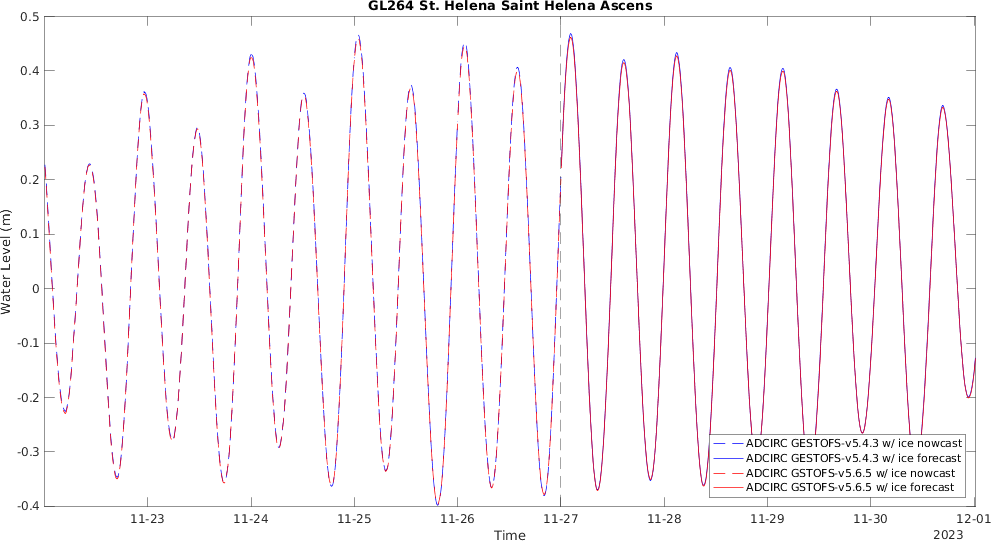 GL264 St. Helena Saint Helena Ascens
0.5
0.4
0.3
0.2
0.1
0
-0.1
-0.2
-0.3
-0.4
Water Level (m)
ADCIRC GESTOFS-v5.4.3 w/ ice nowcast
ADCIRC GESTOFS-v5.4.3 w/ ice forecast
ADCIRC GSTOFS-v5.6.5 w/ ice nowcast
ADCIRC GSTOFS-v5.6.5 w/ ice forecast
11-23 11-24 11-25 11-26 11-27 11-28 11-29 11-30 12-01
Time
2023